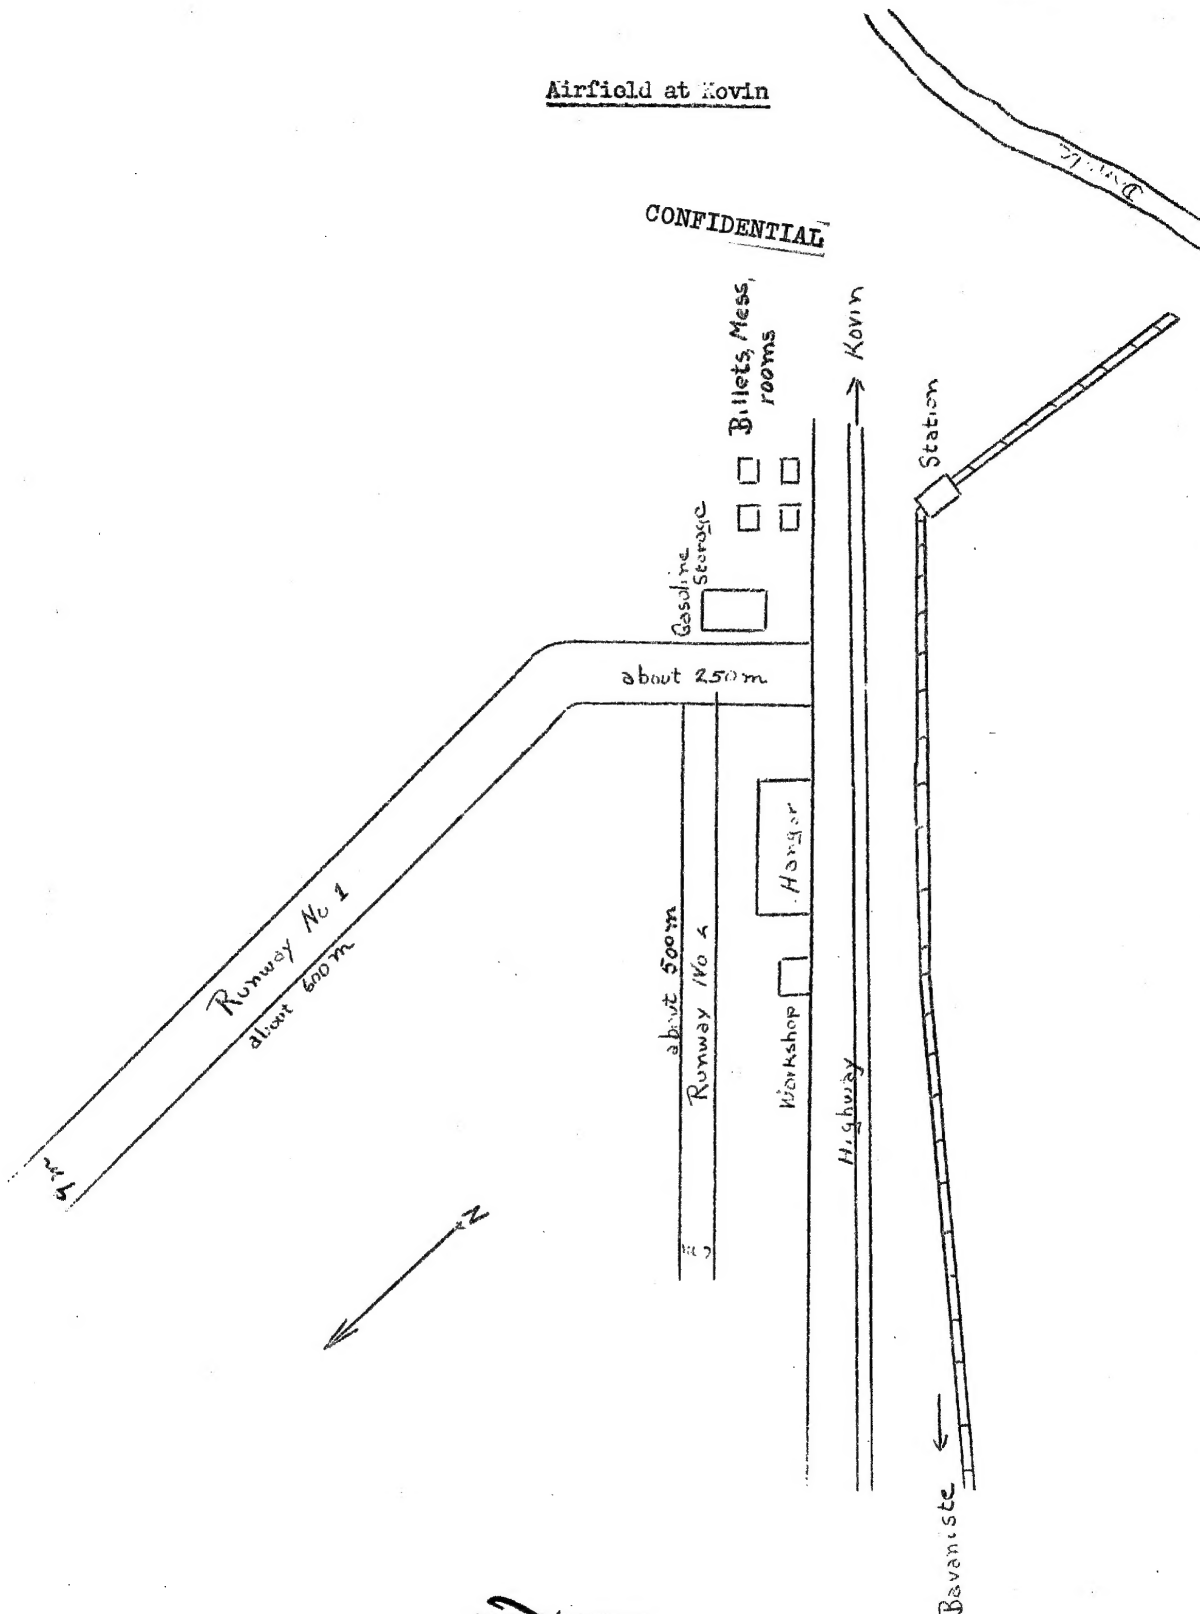 Airfield at Kovin
CONFIDENTIAL
Billets, Mess,
rooms
Kovin
Station
Gasoline
Storage
about 250m
Hangar
Runway No 1
about 600m
about 500m
Runway No
Workshop
Highway
N
Bavaniste